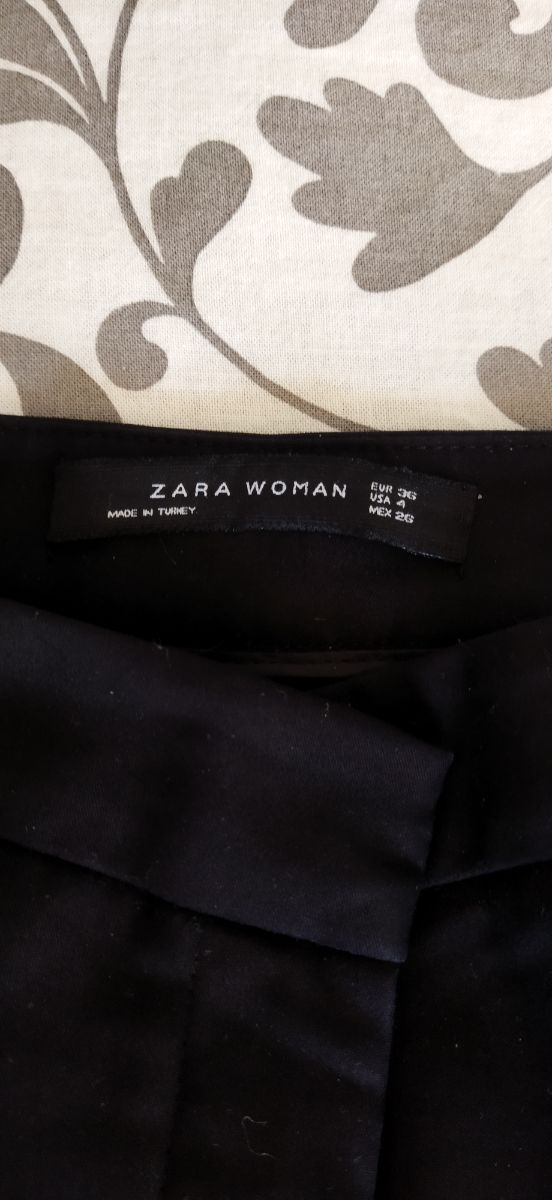 ZARA WOMAN
MADE IN TURKEY
EUR 36
USA 4
MEX 26